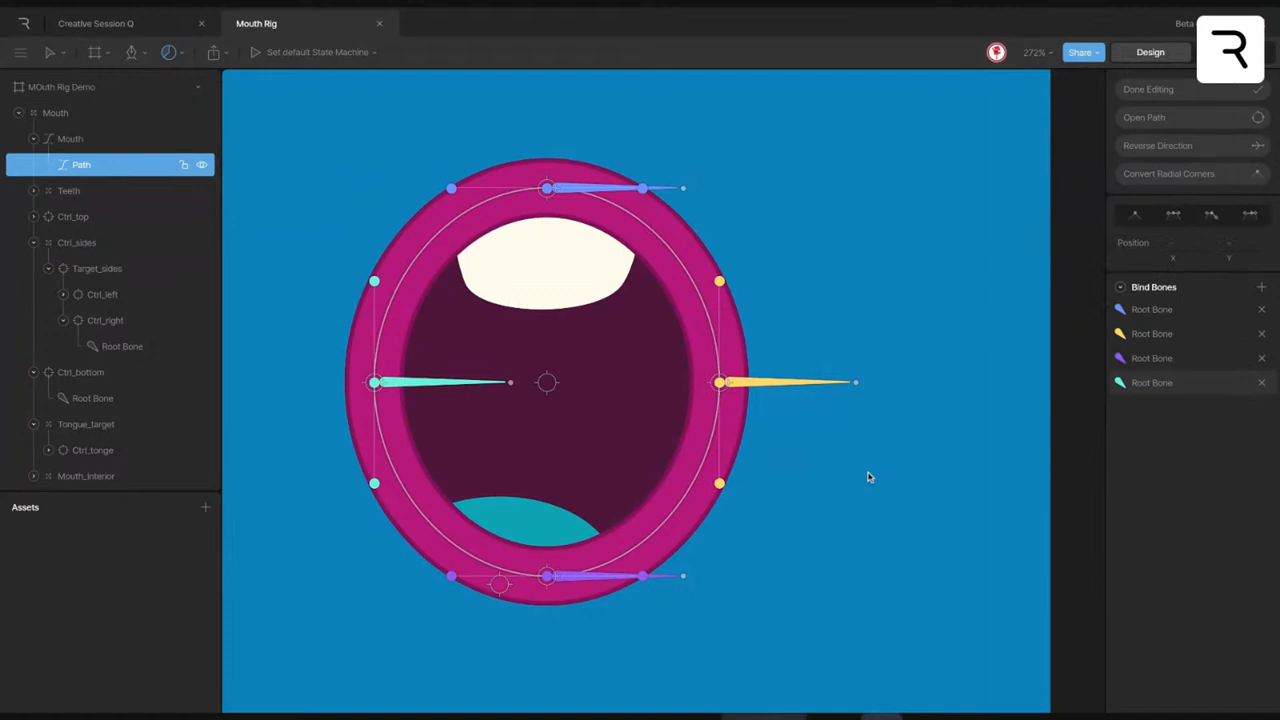 Creative Session Q
Mouth Rig
Beta
Set default State Machine
272%
Share
Design
MOuth Rig Demo
Mouth
Mouth
Path
Teeth
Ctrl_top
Ctrl_sides
Target_sides
Ctrl_left
Ctrl_right
Root Bone
Ctrl_bottom
Root Bone
Tongue_target
Ctrl_tonge
Mouth_interior
Assets
Done Editing
Open Path
Reverse Direction
Convert Radial Corners
Position
X
Y
Bind Bones
Root Bone
Root Bone
Root Bone
Root Bone